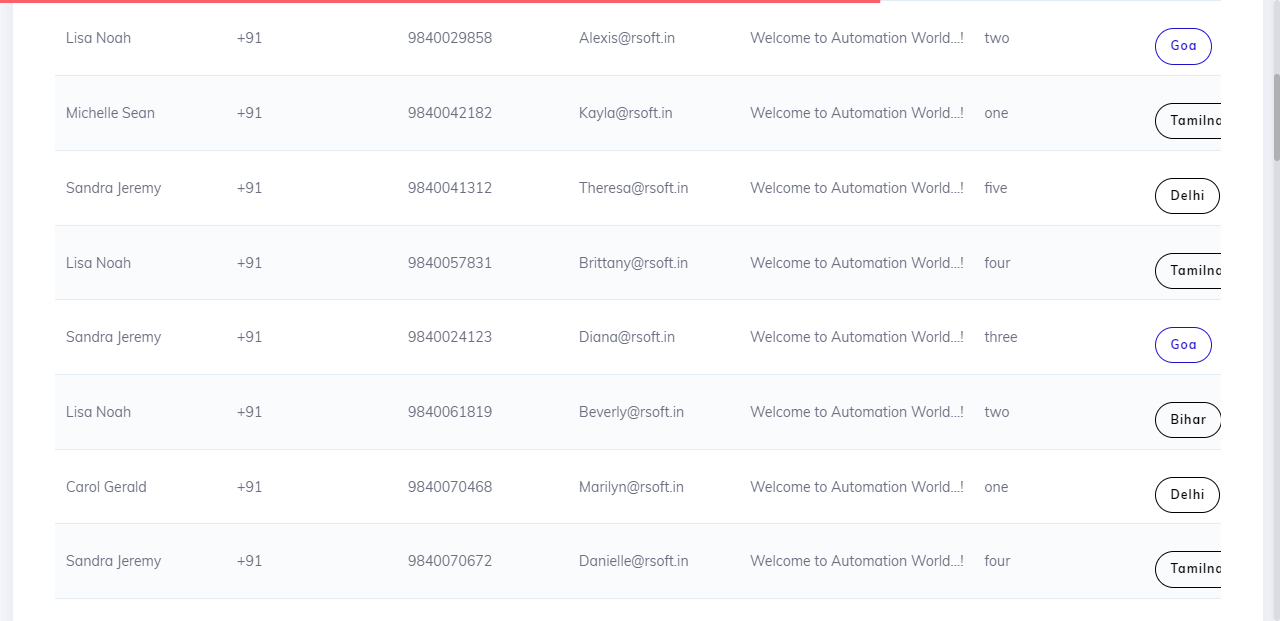 Lisa Noah +91 9840029858 Alexis@rsoft.in Welcome to Automation World...! two Goa
Michelle Sean +91 9840042182 Kayla@rsoft.in Welcome to Automation World...! one
Sandra Jeremy +91 9840041312 Theresa@rsoft.in Welcome to Automation World...! five Delhi
Lisa Noah +91 9840057831 Brittany@rsoft.in Welcome to Automation World...! four
Sandra Jeremy +91 9840024123 Diana@rsoft.in Welcome to Automation World...! three Goa
Lisa Noah +91 9840061819 Beverly@rsoft.in Welcome to Automation World...! two Bihar
Carol Gerald +91 9840070468 Marilyn@rsoft.in Welcome to Automation World...! one Delhi
Sandra Jeremy +91 9840070672 Danielle@rsoft.in Welcome to Automation World...! four